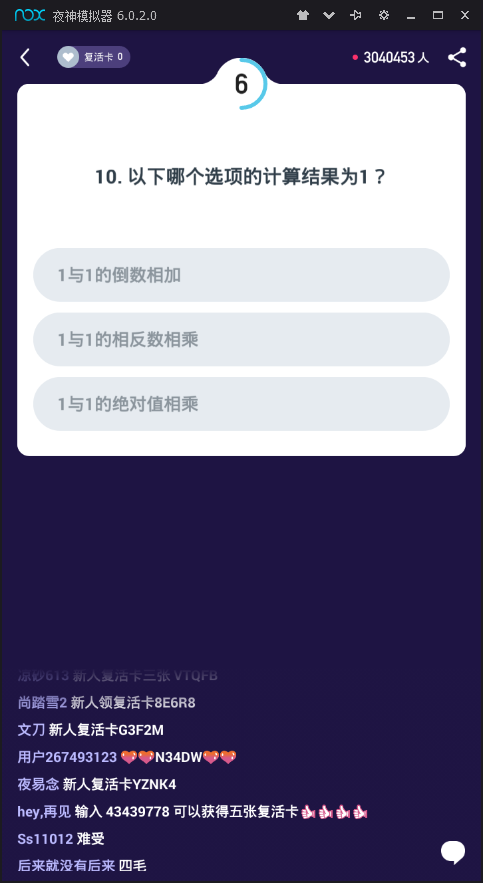 nox 夜神模拟器 6.0.2.0
复活卡 0
3040453 人
6
10. 以下哪个选项的计算结果为1？
1与1的倒数相加
1与1的相反数相乘
1与1的绝对值相乘
凉砂613 新人复活卡三张 VTQFB
尚踏雪2 新人领复活卡8E6R8
文刀 新人复活卡G3F2M
用户267493123 💖💖N34DW💖💖
夜易念 新人复活卡YZNK4
hey,再见 输入 43439778 可以获得五张复活卡👍👍👍👍
Ss11012 难受
后来就没有后来 四毛